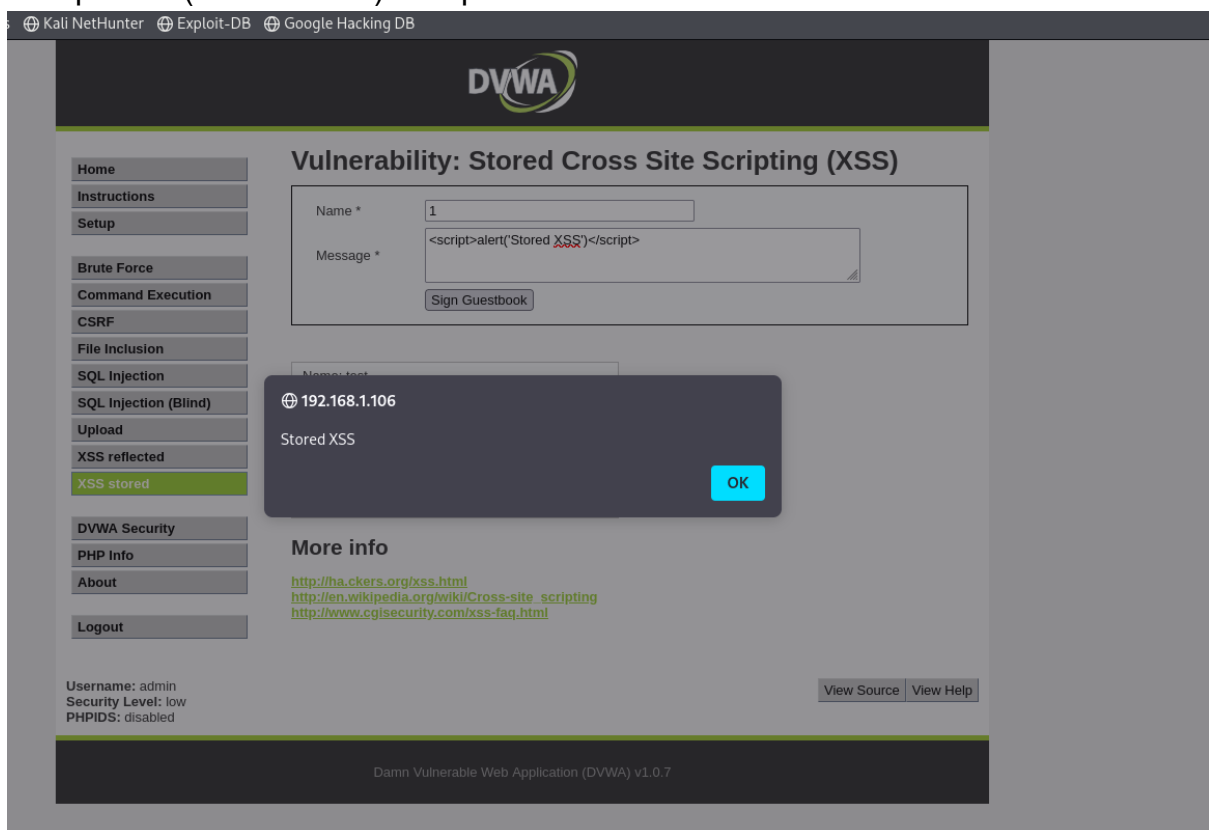 Kali NetHunter Exploit-DB Google Hacking DB
DVWA
Home
Instructions
Setup
Brute Force
Command Execution
CSRF
File Inclusion
SQL Injection
SQL Injection (Blind)
Upload
XSS reflected
XSS stored
DVWA Security
PHP Info
About
Logout
Vulnerability: Stored Cross Site Scripting (XSS)
Name * 1
Message * <script>alert('Stored XSS')</script>
Sign Guestbook
192.168.1.106
Stored XSS
OK
More info
http://ha.ckers.org/xss.html
http://en.wikipedia.org/wiki/Cross-site_scripting
http://www.cgisecurity.com/xss-faq.html
Username: admin
Security Level: low
PHPIDS: disabled
View Source View Help
Damn Vulnerable Web Application (DVWA) v1.0.7